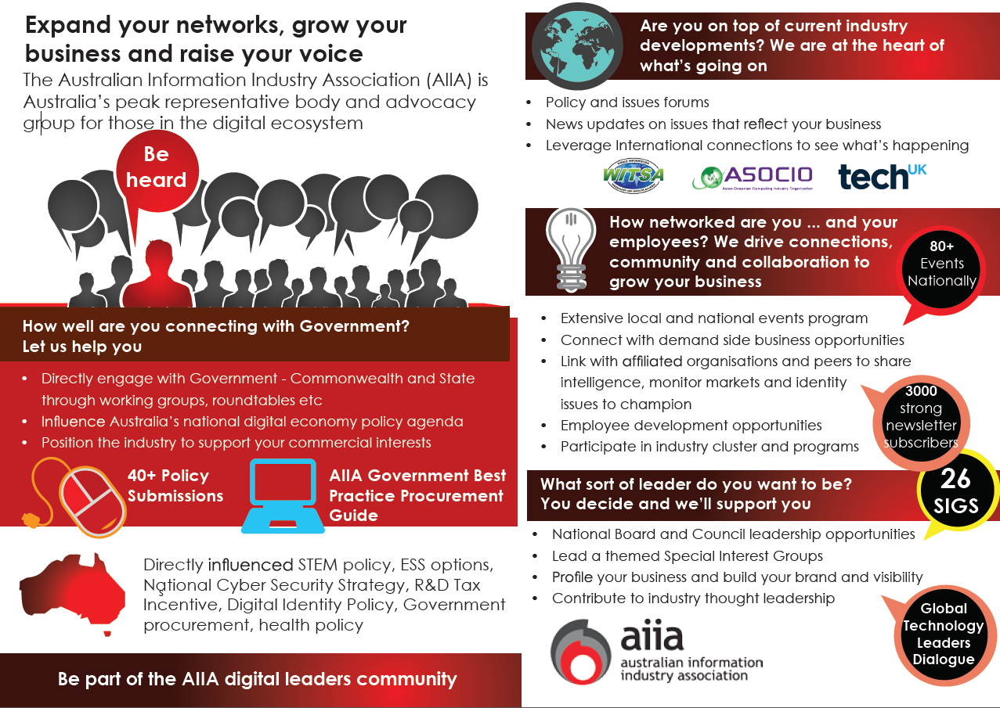 Expand your networks, grow your
business and raise your voice
The Australian Information Industry Association (AIIA) is
Australia's peak representative body and advocacy
group for those in the digital ecosystem
Be
heard
How well are you connecting with Government?
Let us help you
• Directly engage with Government - Commonwealth and State
through working groups, roundtables etc
• Influence Australia's national digital economy policy agenda
• Position the industry to support your commercial interests
40+ Policy
Submissions
AIIA Government Best
Practice Procurement
Guide
Directly influenced STEM policy, ESS options,
National Cyber Security Strategy, R&D Tax
Incentive, Digital Identity Policy, Government
procurement, health policy
Be part of the AIIA digital leaders community
Are you on top of current industry
developments? We are at the heart of
what's going on
• Policy and issues forums
• News updates on issues that reflect your business
• Leverage International connections to see what's happening
WITSA
ASOCIO
Asian-Oceanian Computing Industry Organization
techUK
How networked are you ... and your
employees? We drive connections,
community and collaboration to
grow your business
80+
Events
Nationally
• Extensive local and national events program
• Connect with demand side business opportunities
• Link with affiliated organisations and peers to share
intelligence, monitor markets and identity
issues to champion
• Employee development opportunities
• Participate in industry cluster and programs
3000
strong
newsletter
subscribers
What sort of leader do you want to be?
You decide and we'll support you
26
SIGS
• National Board and Council leadership opportunities
• Lead a themed Special Interest Groups
• Profile your business and build your brand and visibility
• Contribute to industry thought leadership
Global
Technology
Leaders
Dialogue
aiia
australian information
industry association